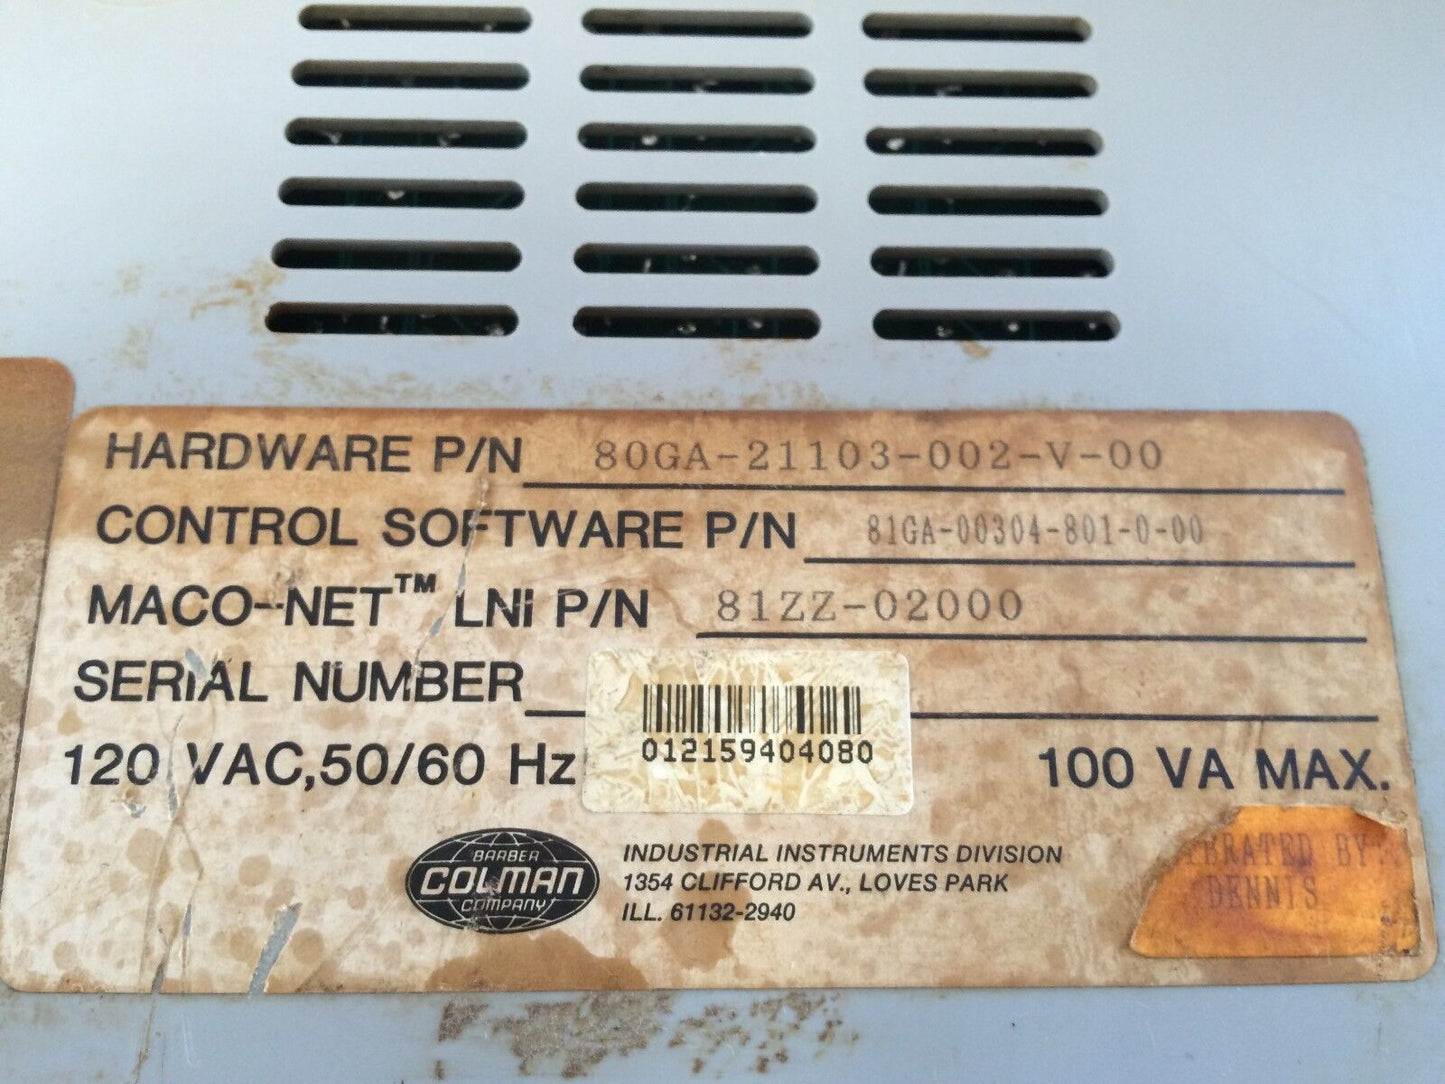 HARDWARE P/N 80GA-21103-002-V-00
CONTROL SOFTWARE P/N 81GA-00304-801-0-00
MACO-NET™ LNI P/N 81ZZ-02000
SERIAL NUMBER
012159404080
120 VAC,50/60 Hz 100 VA MAX.
BARBER
COLMAN
COMPANY
INDUSTRIAL INSTRUMENTS DIVISION
1354 CLIFFORD AV., LOVES PARK
ILL. 61132-2940
BY
DENNIS